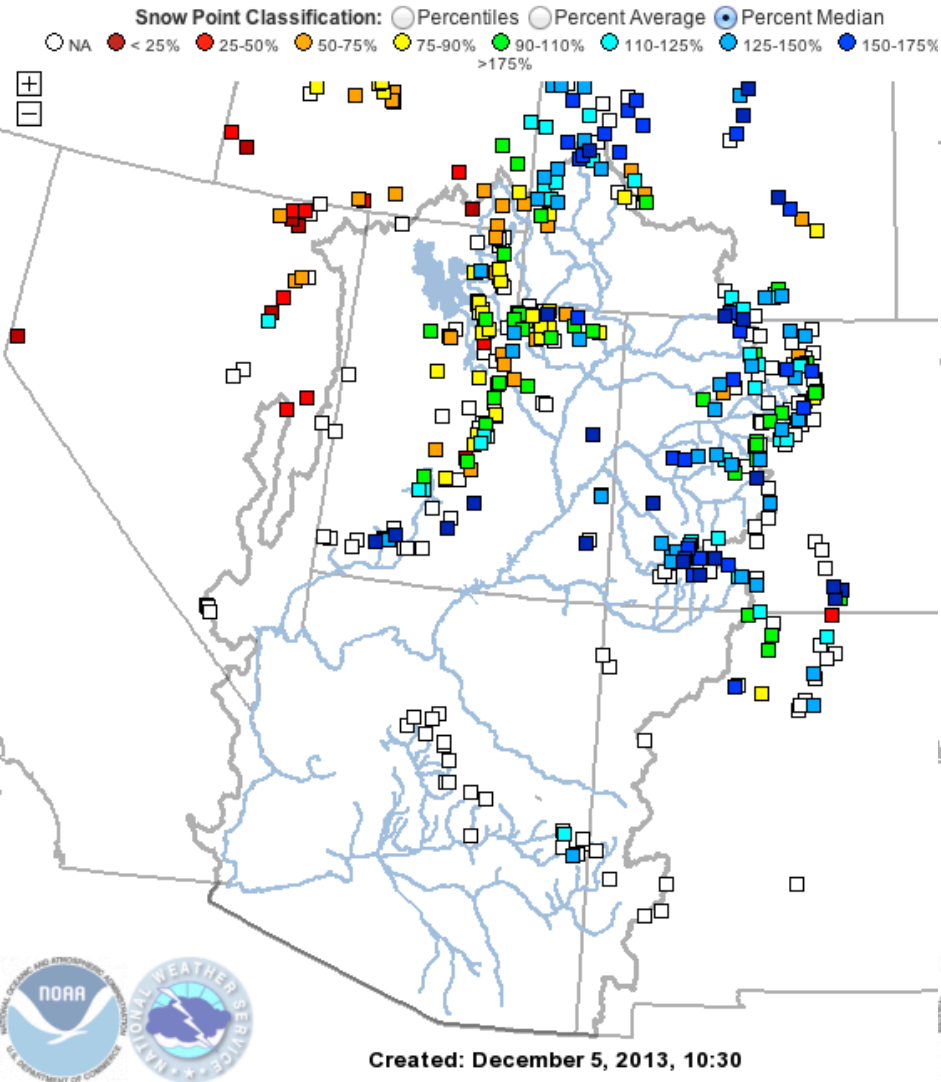 Snow Point Classification: Percentiles Percent Average Percent Median
NA < 25% 25-50% 50-75% 75-90% 90-110% 110-125% 125-150% 150-175%
>175%
+
−
NATIONAL OCEANIC AND ATMOSPHERIC ADMINISTRATION
NOAA
U.S. DEPARTMENT OF COMMERCE
NATIONAL WEATHER SERVICE
Created: December 5, 2013, 10:30